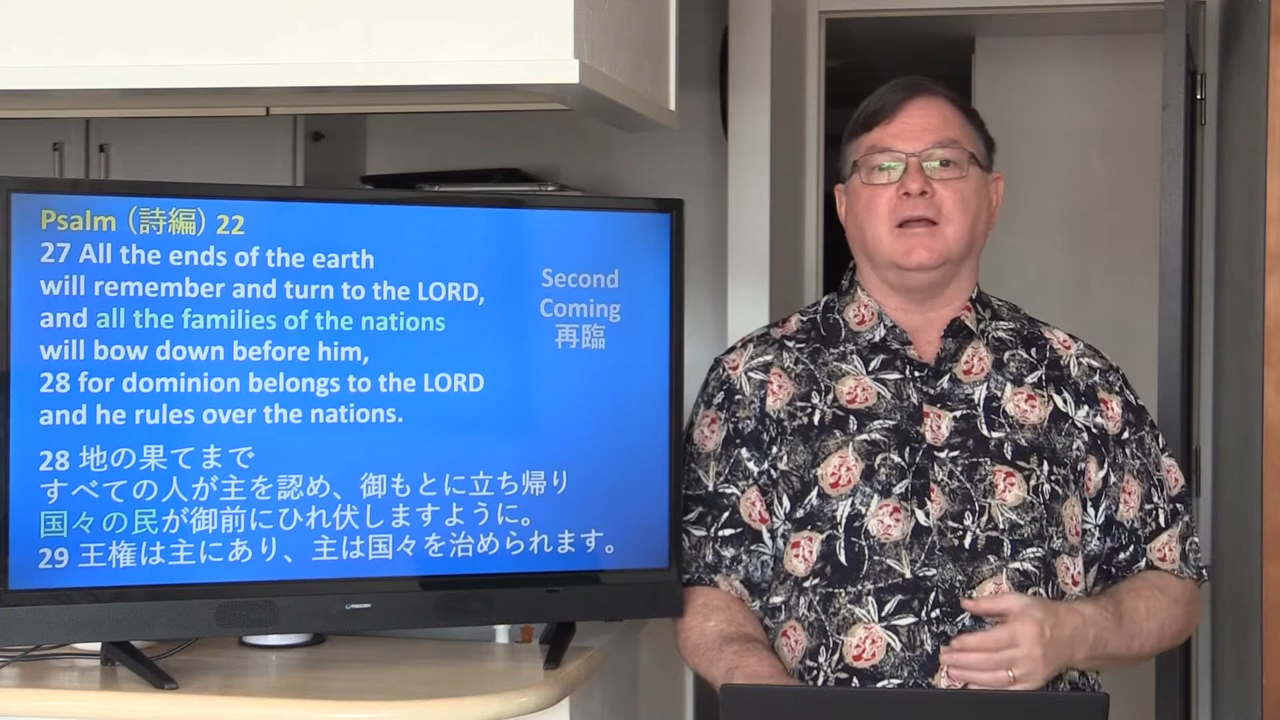 Psalm (詩編) 22
27 All the ends of the earth
will remember and turn to the LORD,
and all the families of the nations
will bow down before him,
28 for dominion belongs to the LORD
and he rules over the nations.
Second
Coming
再臨
28 地の果てまで
すべての人が主を認め、御もとに立ち帰り
国々の民が御前にひれ伏しますように。
29 王権は主にあり、主は国々を治められます。